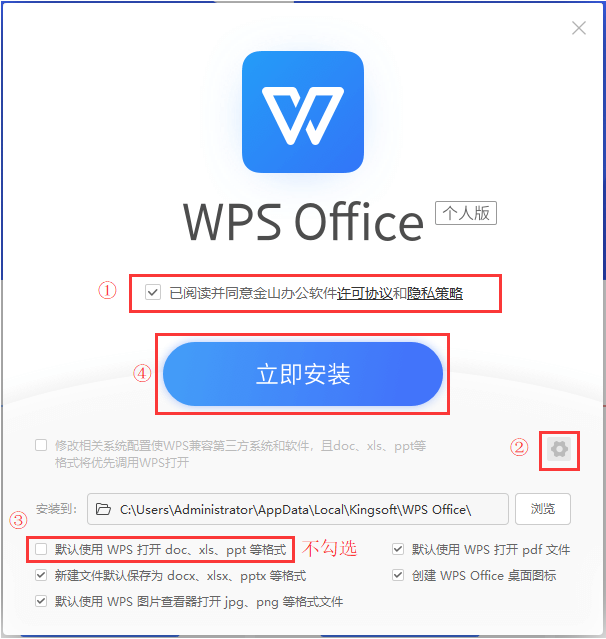 WPS Office 个人版
① 已阅读并同意金山办公软件许可协议和隐私策略
④ 立即安装
修改相关系统配置使WPS兼容第三方系统和软件，且doc、xls、ppt等
格式将优先调用WPS打开
②
安装到: C:\Users\Administrator\AppData\Local\Kingsoft\WPS Office\ 浏览
③
默认使用 WPS 打开 doc、xls、ppt 等格式 不勾选 默认使用 WPS 打开 pdf 文件
新建文件默认保存为 docx、xlsx、pptx 等格式 创建 WPS Office 桌面图标
默认使用 WPS 图片查看器打开 jpg、png 等格式文件